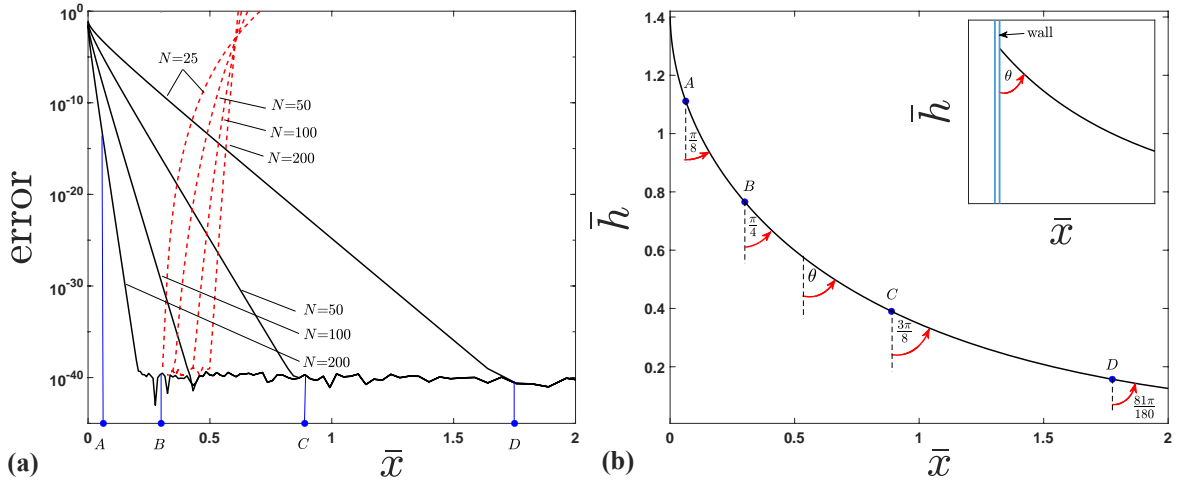 10^0
10^-10
10^-20
10^-30
10^-40
error
N=25
N=50
N=100
N=200
N=50
N=100
N=200
0
0.5
1
1.5
2
A
B
C
D
x̄
(a)
1.4
1.2
1
0.8
0.6
0.4
0.2
h̄
A
π/8
B
π/4
θ
C
3π/8
D
81π/180
wall
θ
h̄
x̄
0
0.5
1
1.5
2
x̄
(b)